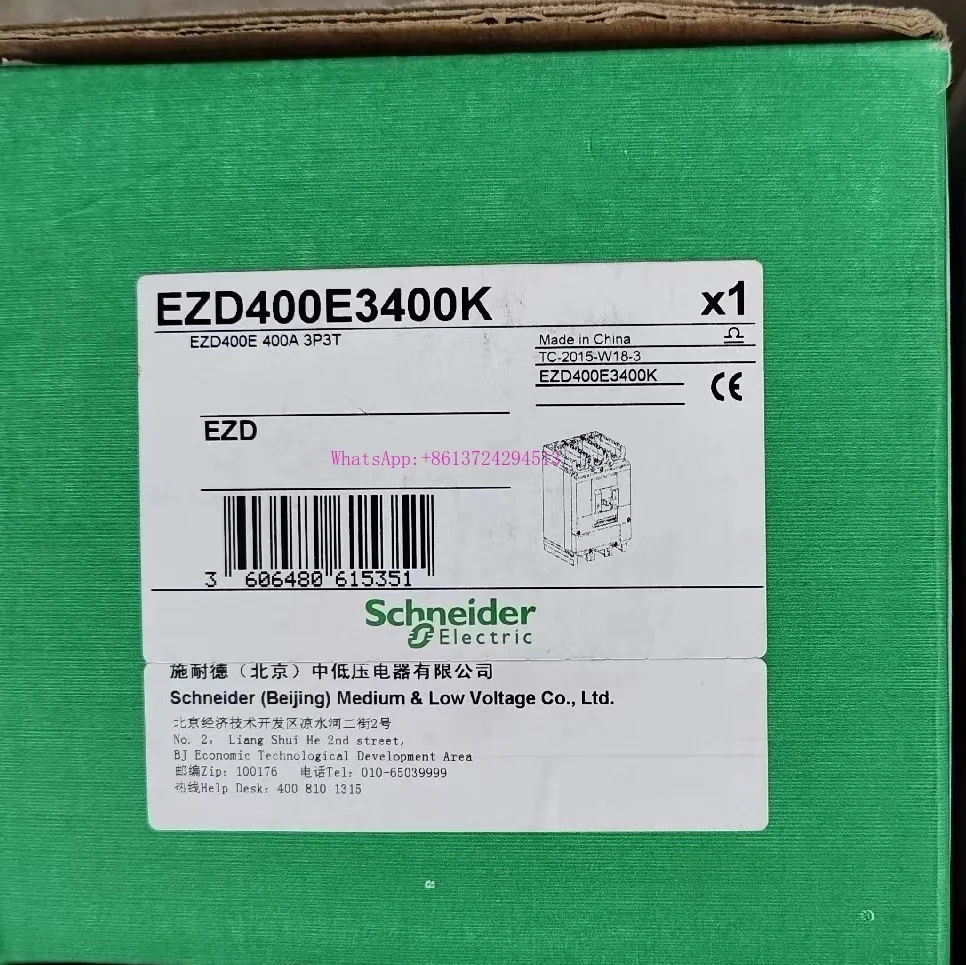 EZD400E3400K
x1
EZD400E 400A 3P3T
Made in China
TC-2015-W18-3
EZD400E3400K
CE
EZD
WhatsApp:+8613724294513
3 606480 615351
Schneider
Electric
施耐德（北京）中低压电器有限公司
Schneider (Beijing) Medium & Low Voltage Co., Ltd.
北京经济技术开发区凉水河二街2号
No. 2, Liang Shui He 2nd street,
BJ Economic Technological Development Area
邮编Zip: 100176 电话Tel: 010-65039999
热线Help Desk: 400 810 1315